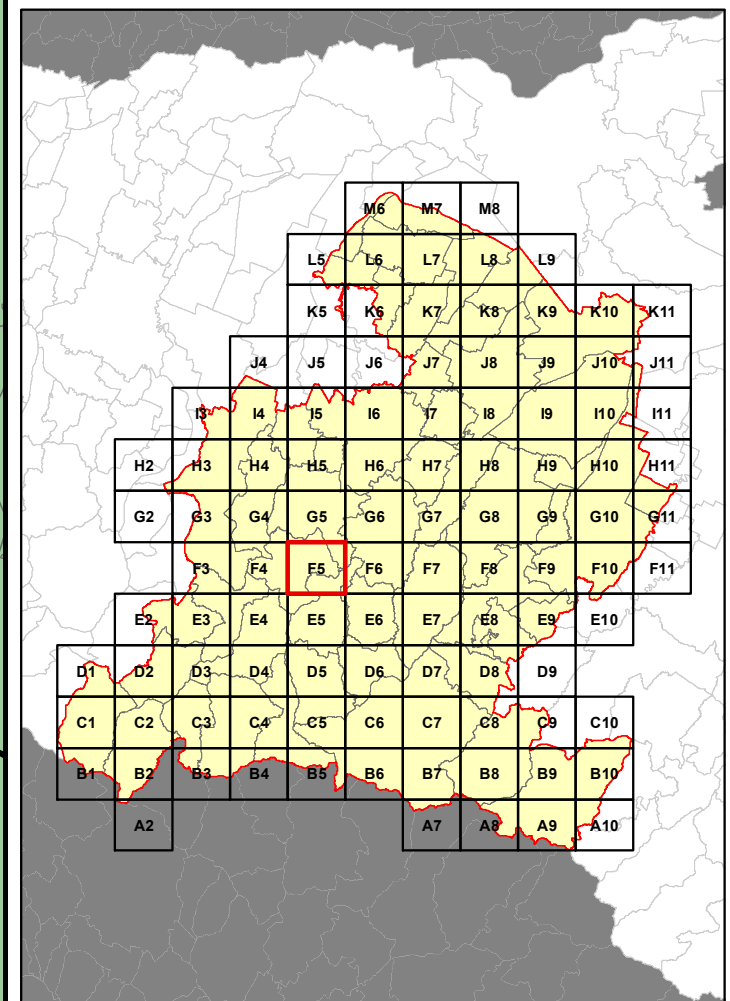 M6 M7 M8
L5 L6 L7 L8 L9
K5 K6 K7 K8 K9 K10 K11
J4 J5 J6 J7 J8 J9 J10 J11
I3 I4 I5 I6 I7 I8 I9 I10 I11
H2 H3 H4 H5 H6 H7 H8 H9 H10 H11
G2 G3 G4 G5 G6 G7 G8 G9 G10 G11
F3 F4 F5 F6 F7 F8 F9 F10 F11
E2 E3 E4 E5 E6 E7 E8 E9 E10
D1 D2 D3 D4 D5 D6 D7 D8 D9
C1 C2 C3 C4 C5 C6 C7 C8 C9 C10
B1 B2 B3 B4 B5 B6 B7 B8 B9 B10
A2 A7 A8 A9 A10